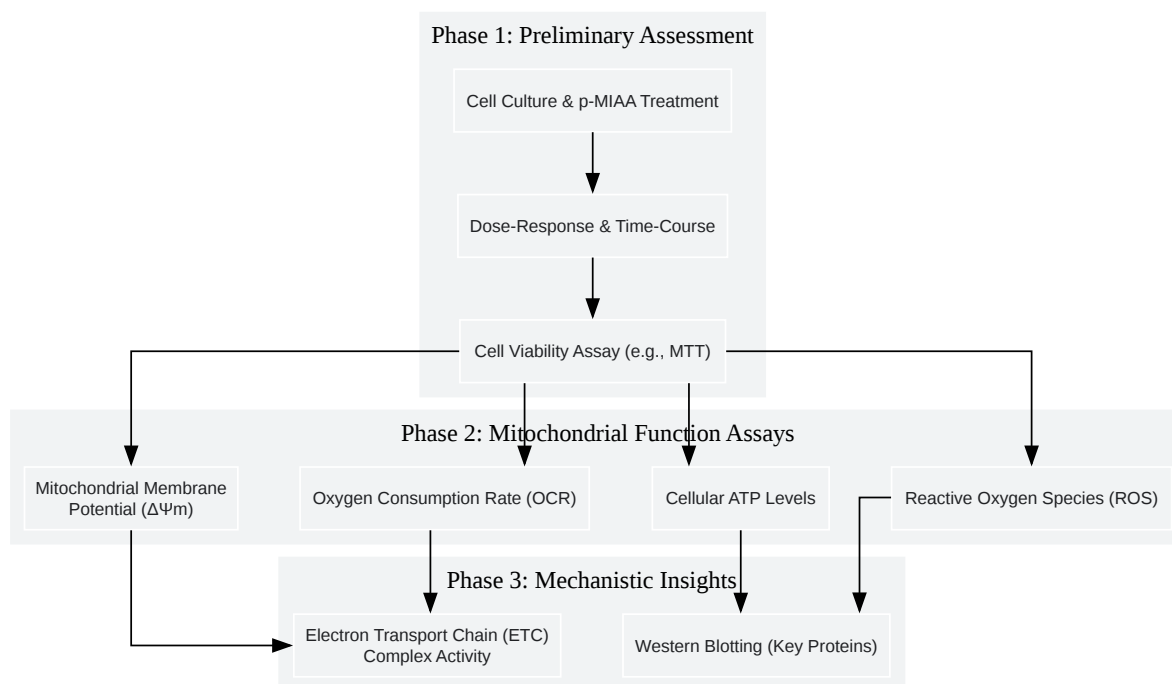 Phase 1: Preliminary Assessment
Cell Culture & p-MIAA Treatment
Dose-Response & Time-Course
Cell Viability Assay (e.g., MTT)
Phase 2: Mitochondrial Function Assays
Mitochondrial Membrane
Potential (ΔΨm)
Oxygen Consumption Rate (OCR)
Cellular ATP Levels
Reactive Oxygen Species (ROS)
Phase 3: Mechanistic Insights
Electron Transport Chain (ETC)
Complex Activity
Western Blotting (Key Proteins)